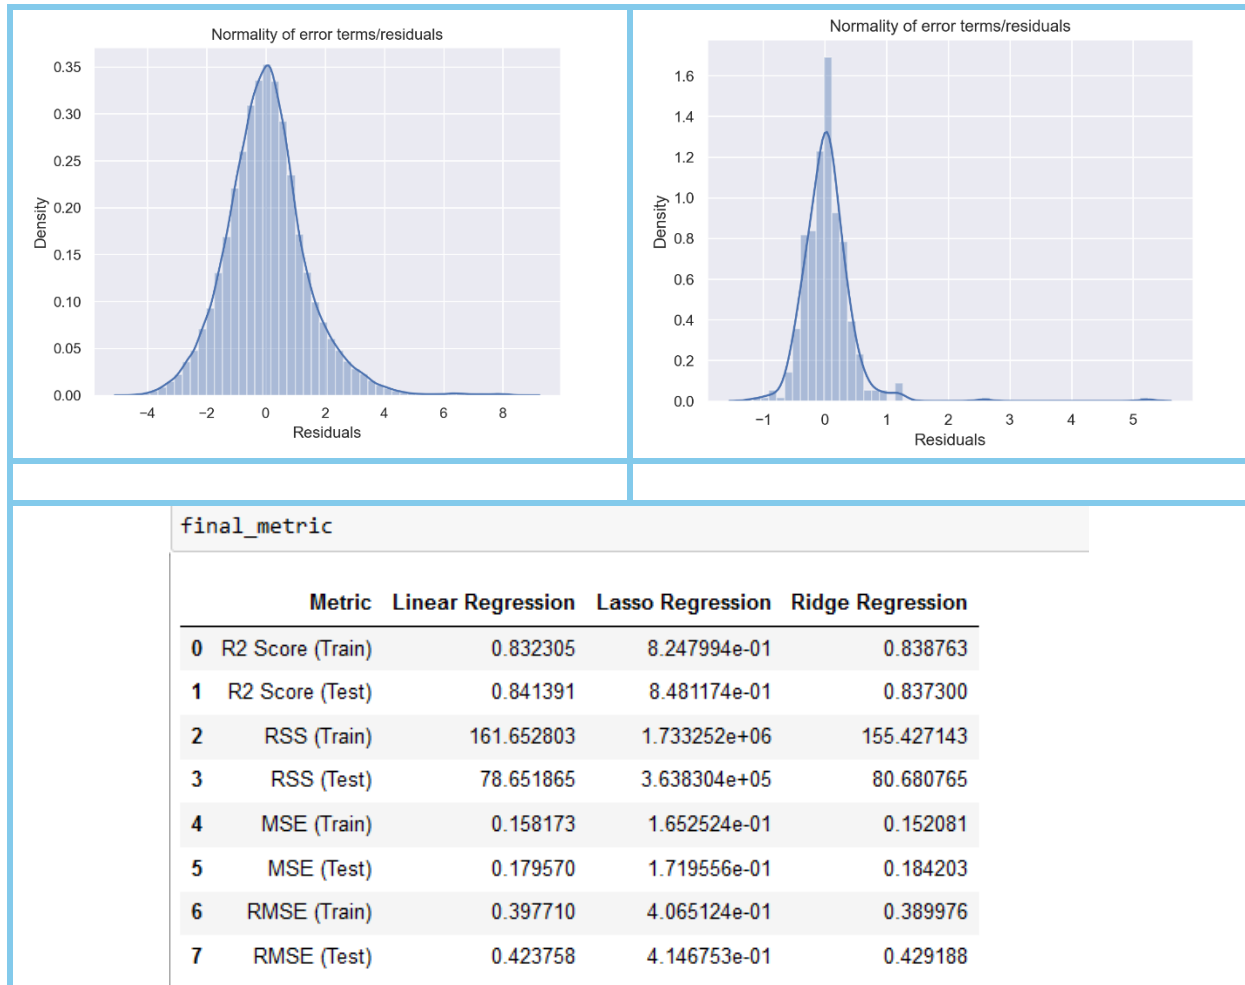 Normality of error terms/residuals
0.35
0.30
0.25
0.20
0.15
0.10
0.05
0.00
Density
−4 −2 0 2 4 6 8
Residuals
Normality of error terms/residuals
1.6
1.4
1.2
1.0
0.8
0.6
0.4
0.2
0.0
Density
−1 0 1 2 3 4 5
Residuals
final_metric
Metric Linear Regression Lasso Regression Ridge Regression
0 R2 Score (Train) 0.832305 8.247994e-01 0.838763
1 R2 Score (Test) 0.841391 8.481174e-01 0.837300
2 RSS (Train) 161.652803 1.733252e+06 155.427143
3 RSS (Test) 78.651865 3.638304e+05 80.680765
4 MSE (Train) 0.158173 1.652524e-01 0.152081
5 MSE (Test) 0.179570 1.719556e-01 0.184203
6 RMSE (Train) 0.397710 4.065124e-01 0.389976
7 RMSE (Test) 0.423758 4.146753e-01 0.429188